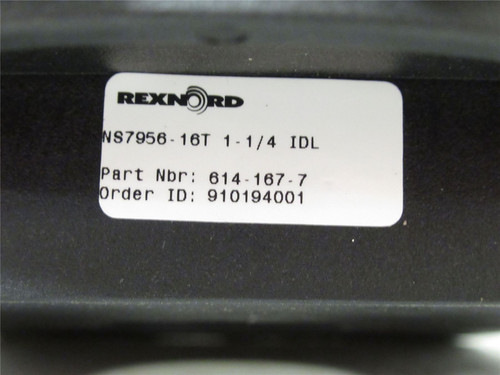 REXNORD
NS7956-16T 1-1/4 IDL
Part Nbr: 614-167-7
Order ID: 910194001